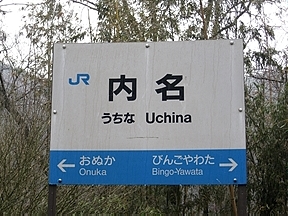 JR
内名
うちな Uchina
← おぬか びんごやわた →
Onuka Bingo-Yawata